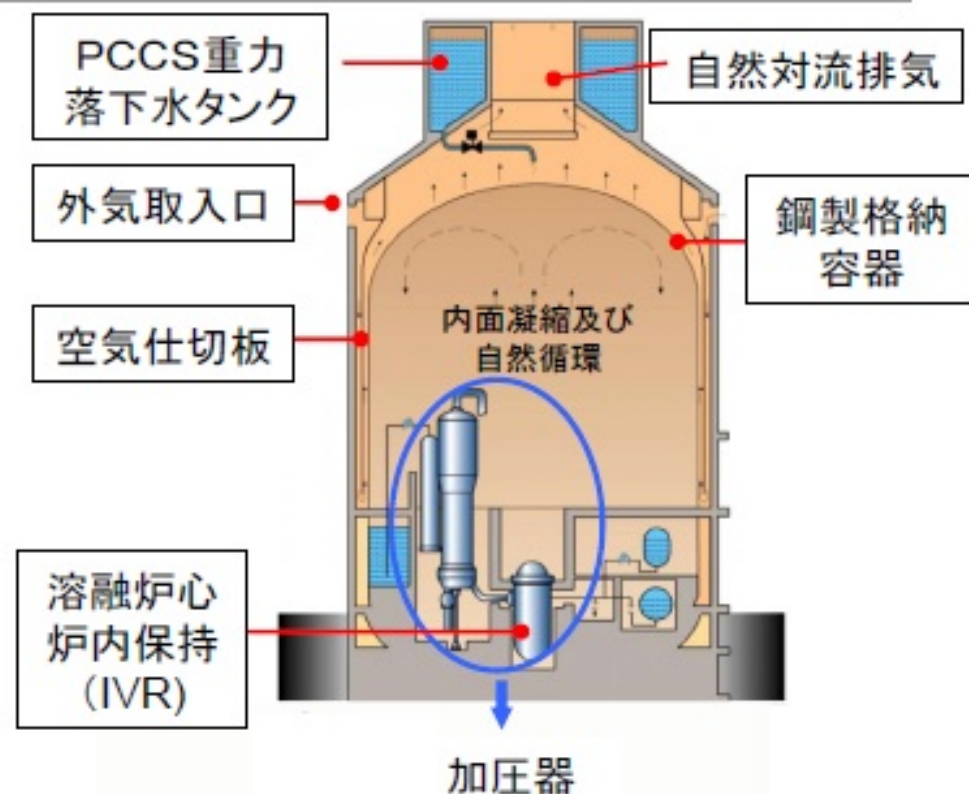 PCCS重力
落下水タンク
自然対流排気
外気取入口
鋼製格納
容器
空気仕切板
内面凝縮及び
自然循環
溶融炉心
炉内保持
（IVR)
加圧器